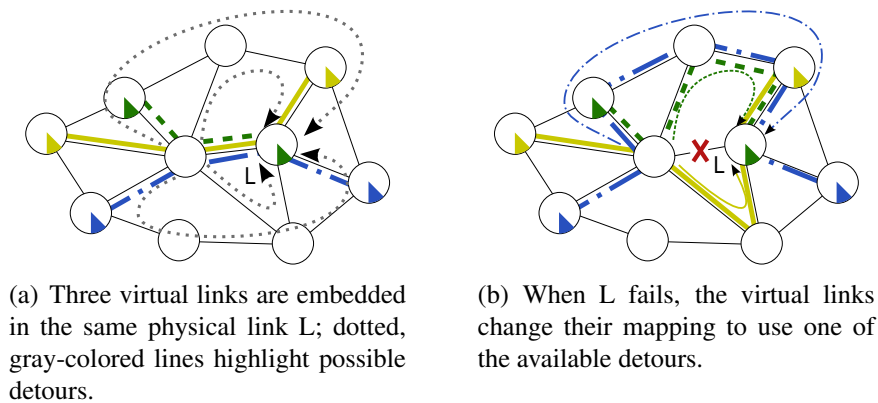 L
L
(a) Three virtual links are embedded
in the same physical link L; dotted,
gray-colored lines highlight possible
detours.
(b) When L fails, the virtual links
change their mapping to use one of
the available detours.